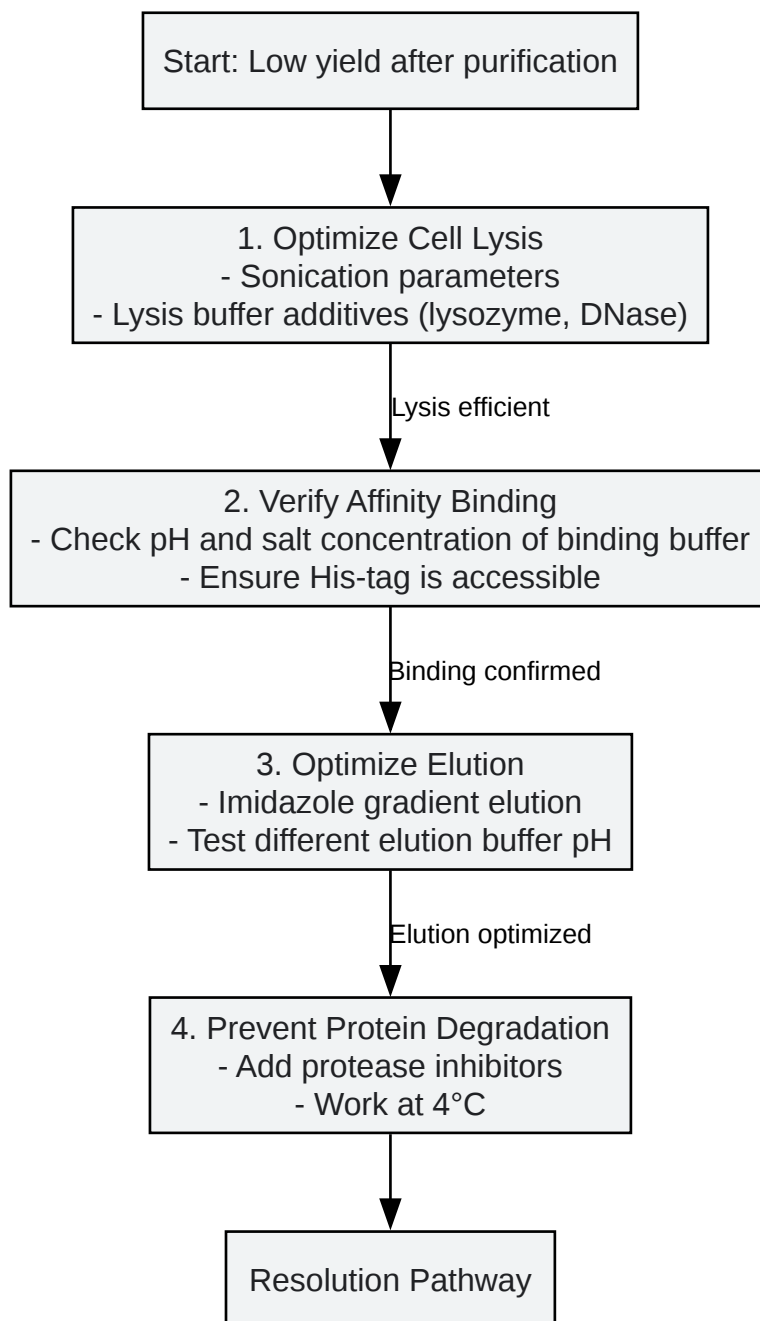 Start: Low yield after purification
1. Optimize Cell Lysis
- Sonication parameters
- Lysis buffer additives (lysozyme, DNase)
Lysis efficient
2. Verify Affinity Binding
- Check pH and salt concentration of binding buffer
- Ensure His-tag is accessible
Binding confirmed
3. Optimize Elution
- Imidazole gradient elution
- Test different elution buffer pH
Elution optimized
4. Prevent Protein Degradation
- Add protease inhibitors
- Work at 4°C
Resolution Pathway